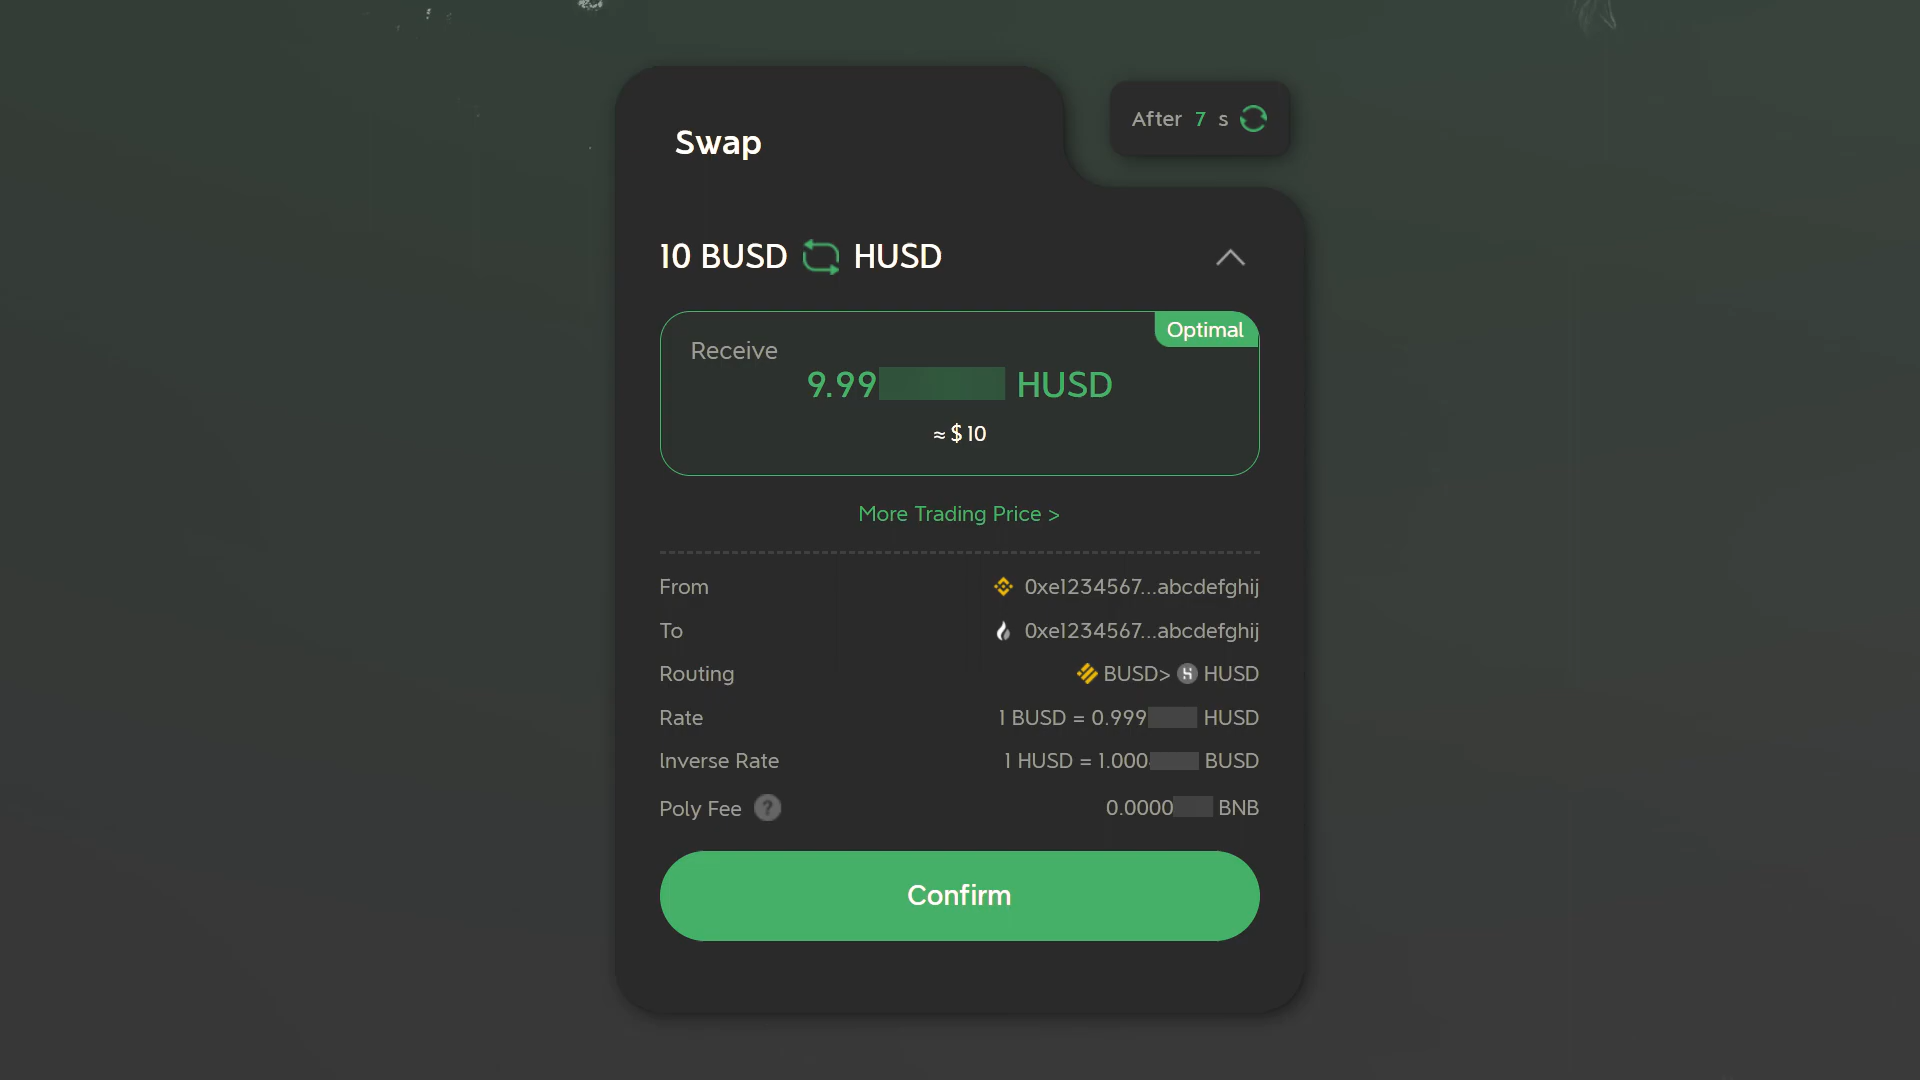 Swap
After 7 s
10 BUSD HUSD
Optimal
Receive
9.99 HUSD
≈ $ 10
More Trading Price >
From 0xe1234567...abcdefghij
To 0xe1234567...abcdefghij
Routing BUSD> HUSD
Rate 1 BUSD = 0.999 HUSD
Inverse Rate 1 HUSD = 1.000 BUSD
Poly Fee ? 0.0000 BNB
Confirm